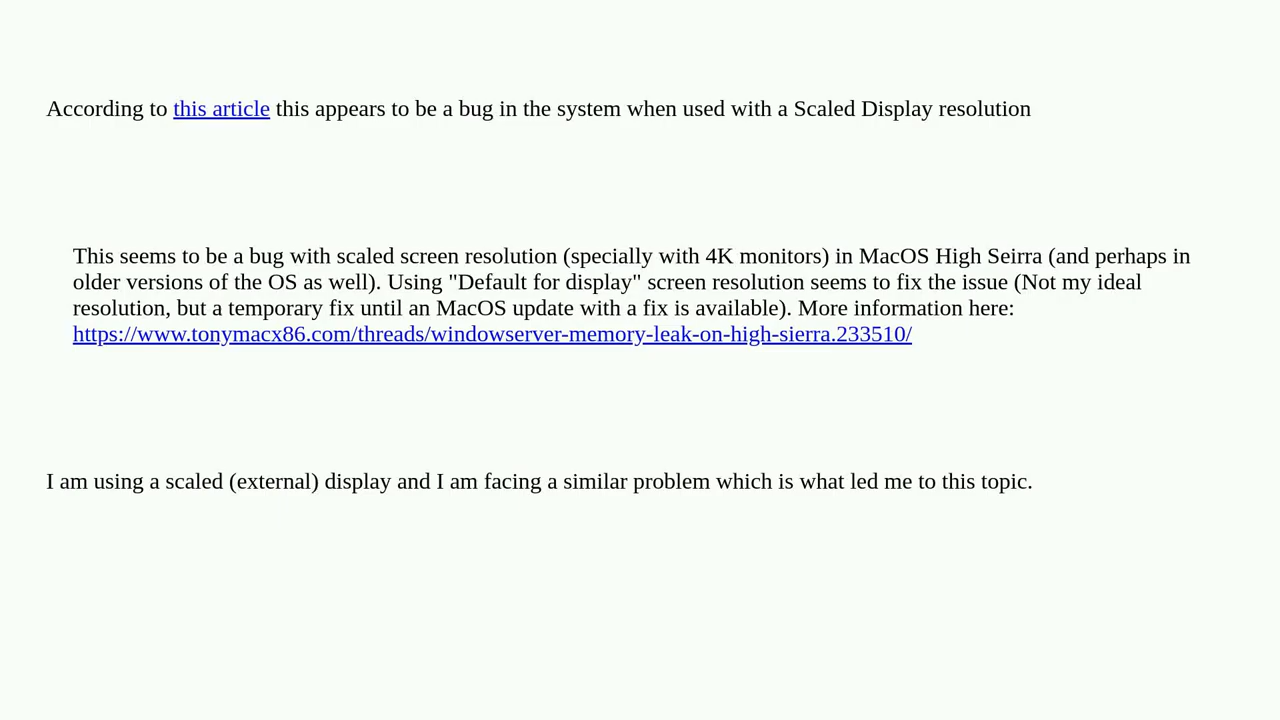 According to this article this appears to be a bug in the system when used with a Scaled Display resolution
This seems to be a bug with scaled screen resolution (specially with 4K monitors) in MacOS High Seirra (and perhaps in
older versions of the OS as well). Using "Default for display" screen resolution seems to fix the issue (Not my ideal
resolution, but a temporary fix until an MacOS update with a fix is available). More information here:
https://www.tonymacx86.com/threads/windowserver-memory-leak-on-high-sierra.233510/
I am using a scaled (external) display and I am facing a similar problem which is what led me to this topic.